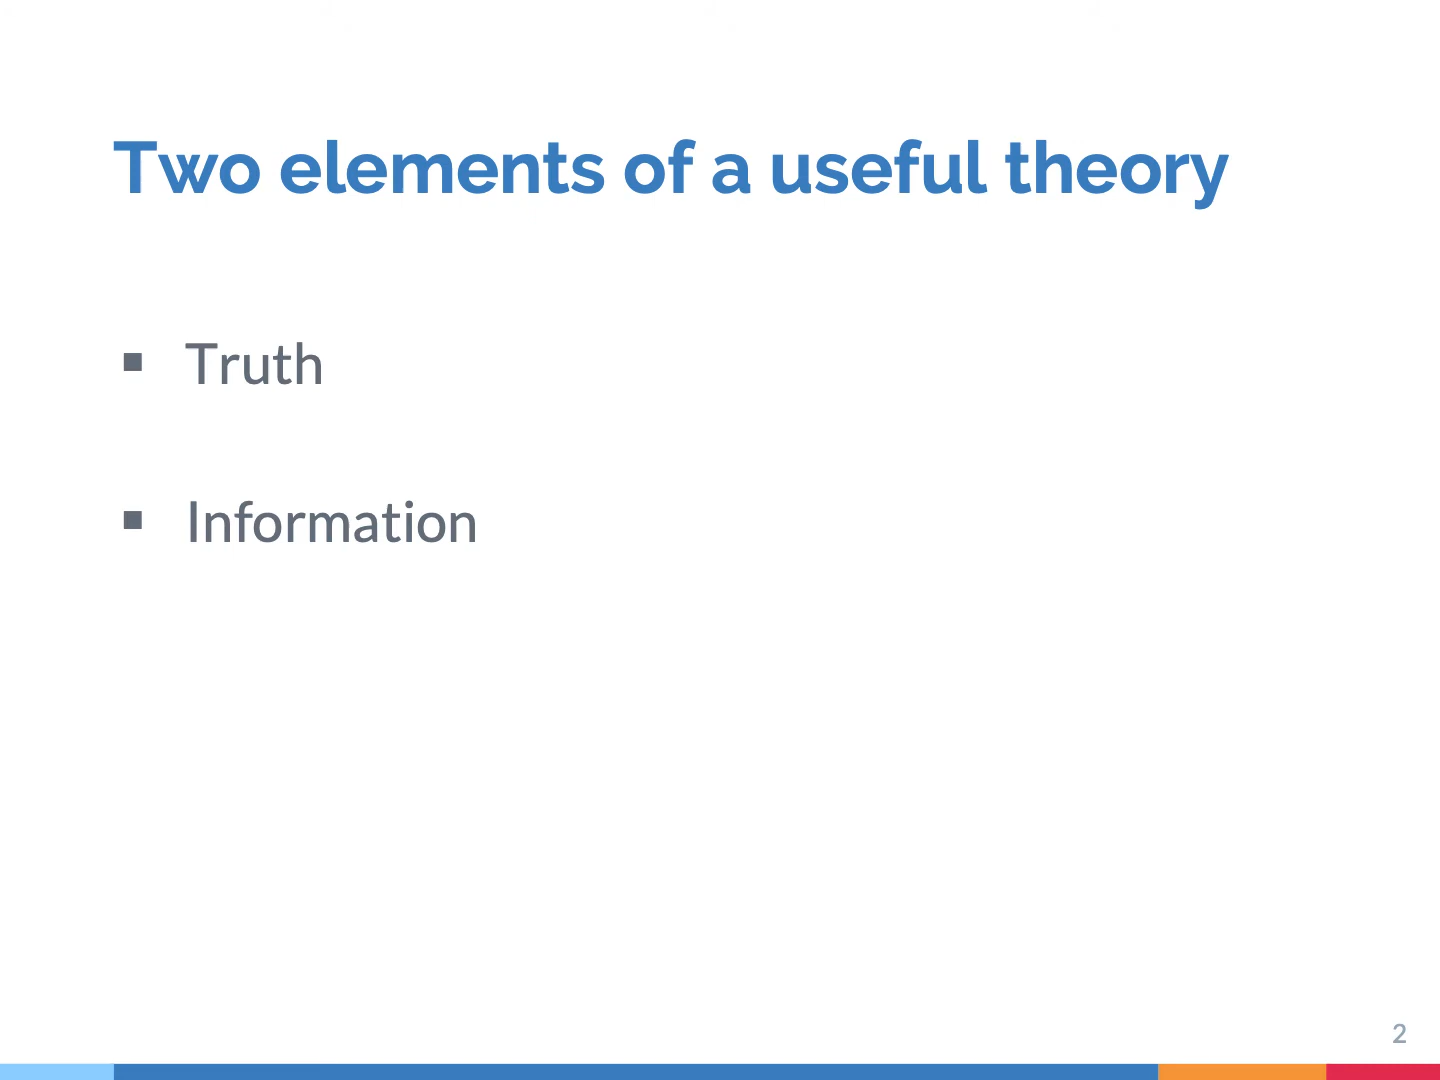 Two elements of a useful theory
▪ Truth
▪ Information
2